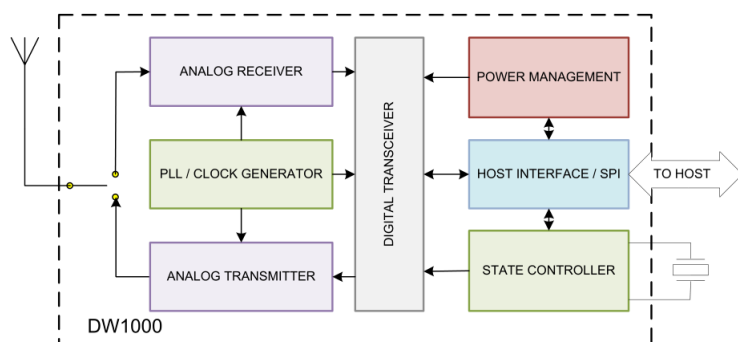 ANALOG RECEIVER
POWER MANAGEMENT
PLL / CLOCK GENERATOR
DIGITAL TRANSCEIVER
HOST INTERFACE / SPI
TO HOST
ANALOG TRANSMITTER
STATE CONTROLLER
DW1000